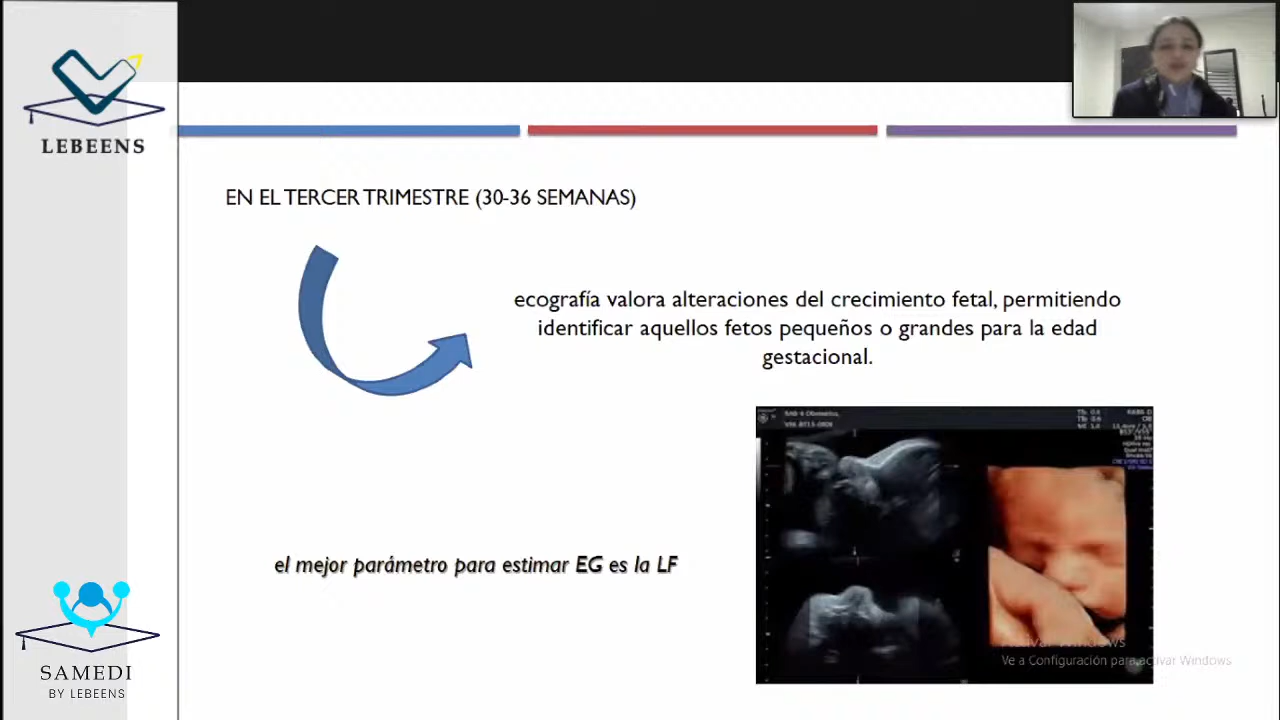 LEBEENS
EN EL TERCER TRIMESTRE (30-36 SEMANAS)
ecografía valora alteraciones del crecimiento fetal, permitiendo
identificar aquellos fetos pequeños o grandes para la edad
gestacional.
el mejor parámetro para estimar EG es la LF
Activar Windows
Ve a Configuración para activar Windows
SAMEDI
BY LEBEENS